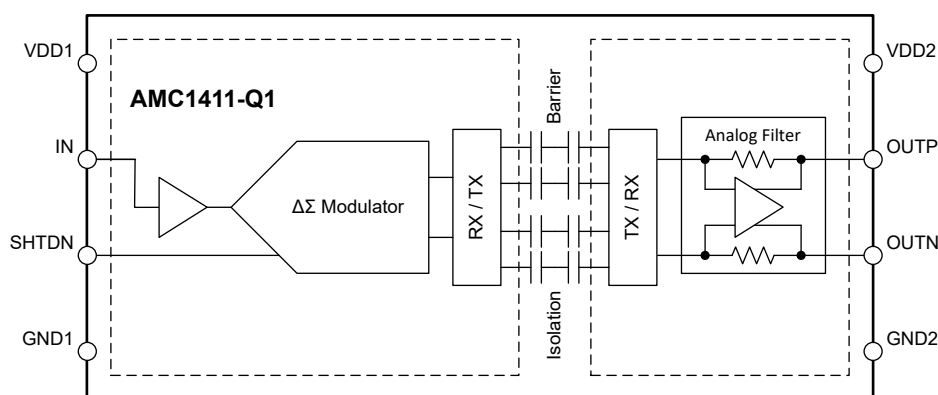 VDD1
VDD2
AMC1411-Q1
Barrier
IN
Analog Filter
OUTP
ΔΣ Modulator
RX / TX
TX / RX
SHTDN
OUTN
Isolation
GND1
GND2